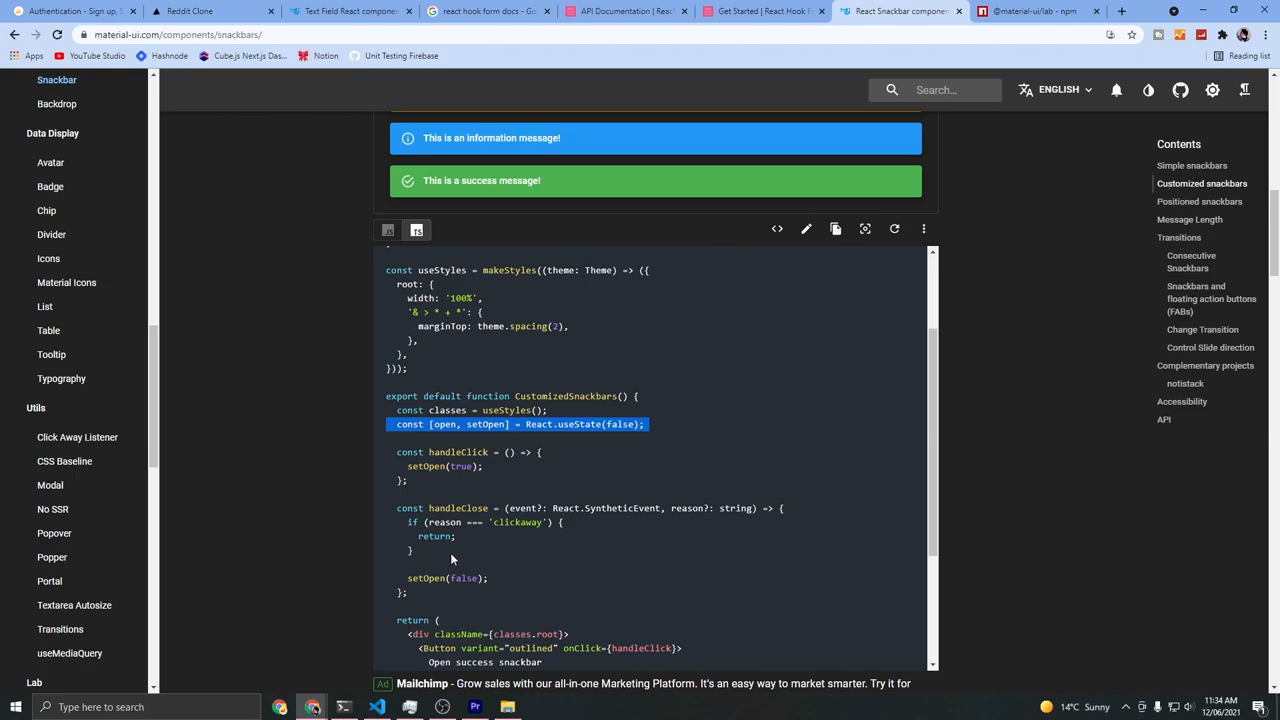 Authentication - Sign up, S
Reddit Clone
Text Field React component
react hook form docs - Goo
API Documentation | React
Get Started | React Hook F
React Snackbar component
@material-ui/lab - npm
material-ui.com/components/snackbars/
Apps
YouTube Studio
Hashnode
Cube.js Next.js Das...
Notion
Unit Testing Firebase
Reading list
Search…
ENGLISH
Snackbar
Backdrop
Data Display
Avatar
Badge
Chip
Divider
Icons
Material Icons
List
Table
Tooltip
Typography
Utils
Click Away Listener
CSS Baseline
Modal
No SSR
Popover
Popper
Portal
Textarea Autosize
Transitions
useMediaQuery
Lab
This is an information message!
This is a success message!
JS
TS
const useStyles = makeStyles((theme: Theme) => ({
root: {
width: '100%',
'& > * + *': {
marginTop: theme.spacing(2),
},
},
}));
export default function CustomizedSnackbars() {
const classes = useStyles();
const [open, setOpen] = React.useState(false);
const handleClick = () => {
setOpen(true);
};
const handleClose = (event?: React.SyntheticEvent, reason?: string) => {
if (reason === 'clickaway') {
return;
}
setOpen(false);
};
return (
<div className={classes.root}>
<Button variant="outlined" onClick={handleClick}>
Open success snackbar
Ad Mailchimp - Grow sales with our all-in-one Marketing Platform. It's an easy way to market smarter. Try it for
Contents
Simple snackbars
Customized snackbars
Positioned snackbars
Message Length
Transitions
Consecutive
Snackbars
Snackbars and
floating action buttons
(FABs)
Change Transition
Control Slide direction
Complementary projects
notistack
Accessibility
API
Type here to search
Pr
14°C Sunny
11:34 AM
12/06/2021